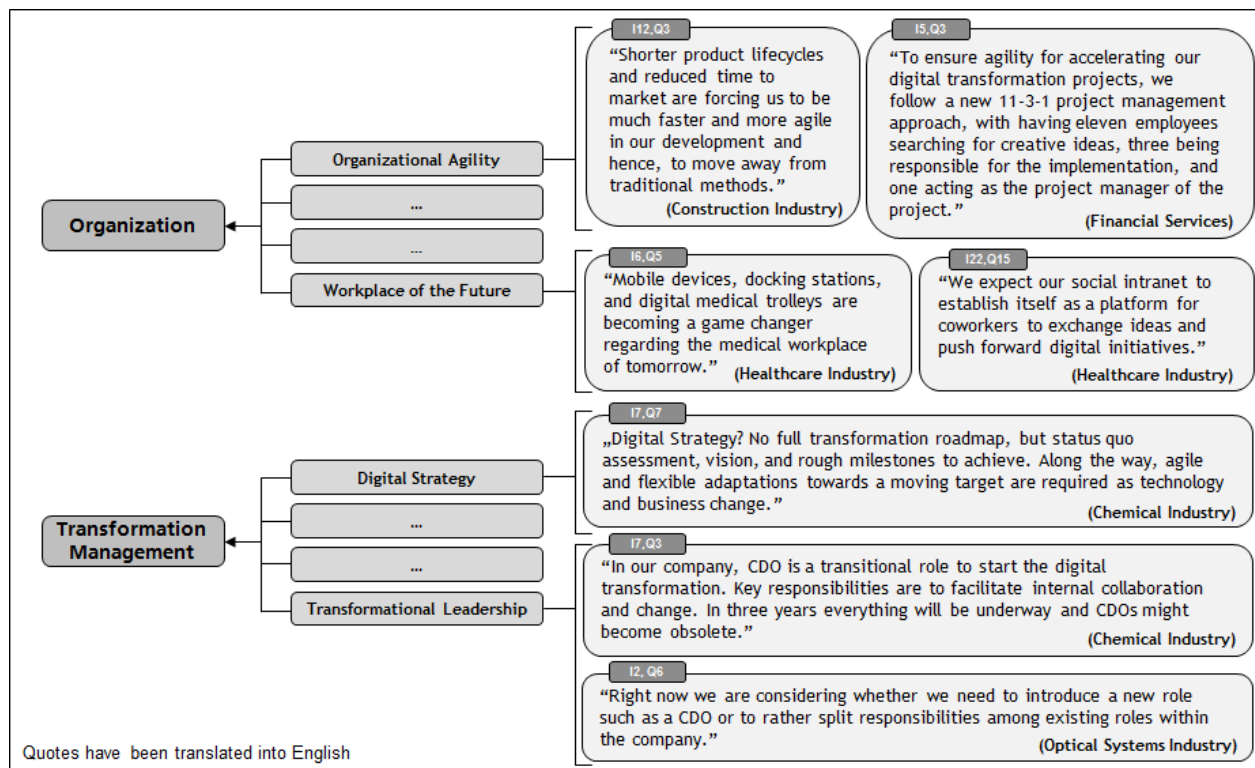 Organization
Organizational Agility
...
...
Workplace of the Future
I12,Q3
“Shorter product lifecycles
and reduced time to
market are forcing us to be
much faster and more agile
in our development and
hence, to move away from
traditional methods.”
(Construction Industry)
I5,Q3
“To ensure agility for accelerating our
digital transformation projects, we
follow a new 11-3-1 project management
approach, with having eleven employees
searching for creative ideas, three being
responsible for the implementation, and
one acting as the project manager of the
project.”
(Financial Services)
I6,Q5
“Mobile devices, docking stations,
and digital medical trolleys are
becoming a game changer
regarding the medical workplace
of tomorrow.”
(Healthcare Industry)
I22,Q15
“We expect our social intranet to
establish itself as a platform for
coworkers to exchange ideas and
push forward digital initiatives.”
(Healthcare Industry)
Transformation
Management
Digital Strategy
...
...
Transformational Leadership
I7,Q7
„Digital Strategy? No full transformation roadmap, but status quo
assessment, vision, and rough milestones to achieve. Along the way, agile
and flexible adaptations towards a moving target are required as technology
and business change.”
(Chemical Industry)
I7,Q3
“In our company, CDO is a transitional role to start the digital
transformation. Key responsibilities are to facilitate internal collaboration
and change. In three years everything will be underway and CDOs might
become obsolete.”
(Chemical Industry)
I2, Q6
“Right now we are considering whether we need to introduce a new role
such as a CDO or to rather split responsibilities among existing roles within
the company.”
(Optical Systems Industry)
Quotes have been translated into English